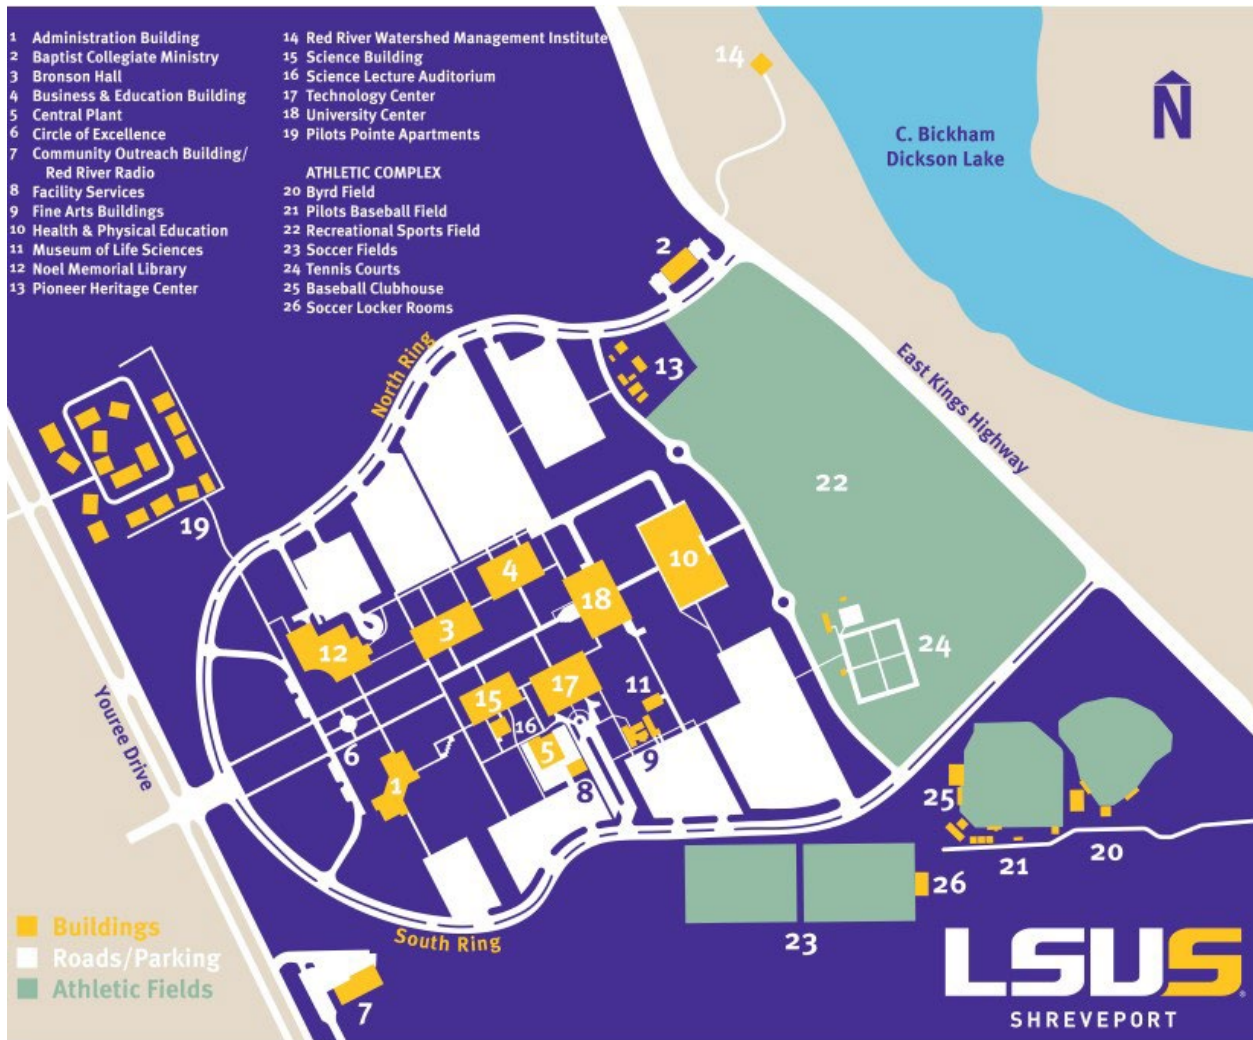 1 Administration Building
2 Baptist Collegiate Ministry
3 Bronson Hall
4 Business & Education Building
5 Central Plant
6 Circle of Excellence
7 Community Outreach Building/
Red River Radio
8 Facility Services
9 Fine Arts Buildings
10 Health & Physical Education
11 Museum of Life Sciences
12 Noel Memorial Library
13 Pioneer Heritage Center
14 Red River Watershed Management Institute
15 Science Building
16 Science Lecture Auditorium
17 Technology Center
18 University Center
19 Pilots Pointe Apartments
ATHLETIC COMPLEX
20 Byrd Field
21 Pilots Baseball Field
22 Recreational Sports Field
23 Soccer Fields
24 Tennis Courts
25 Baseball Clubhouse
26 Soccer Locker Rooms
14
N
C. Bickham
Dickson Lake
2
North Ring
13
East Kings Highway
22
19
10
4
18
3
12
24
15
17
11
16
5
6
9
1
8
Youree Drive
25
21
20
26
23
South Ring
7
Buildings
Roads/Parking
Athletic Fields
LSUS
®
SHREVEPORT